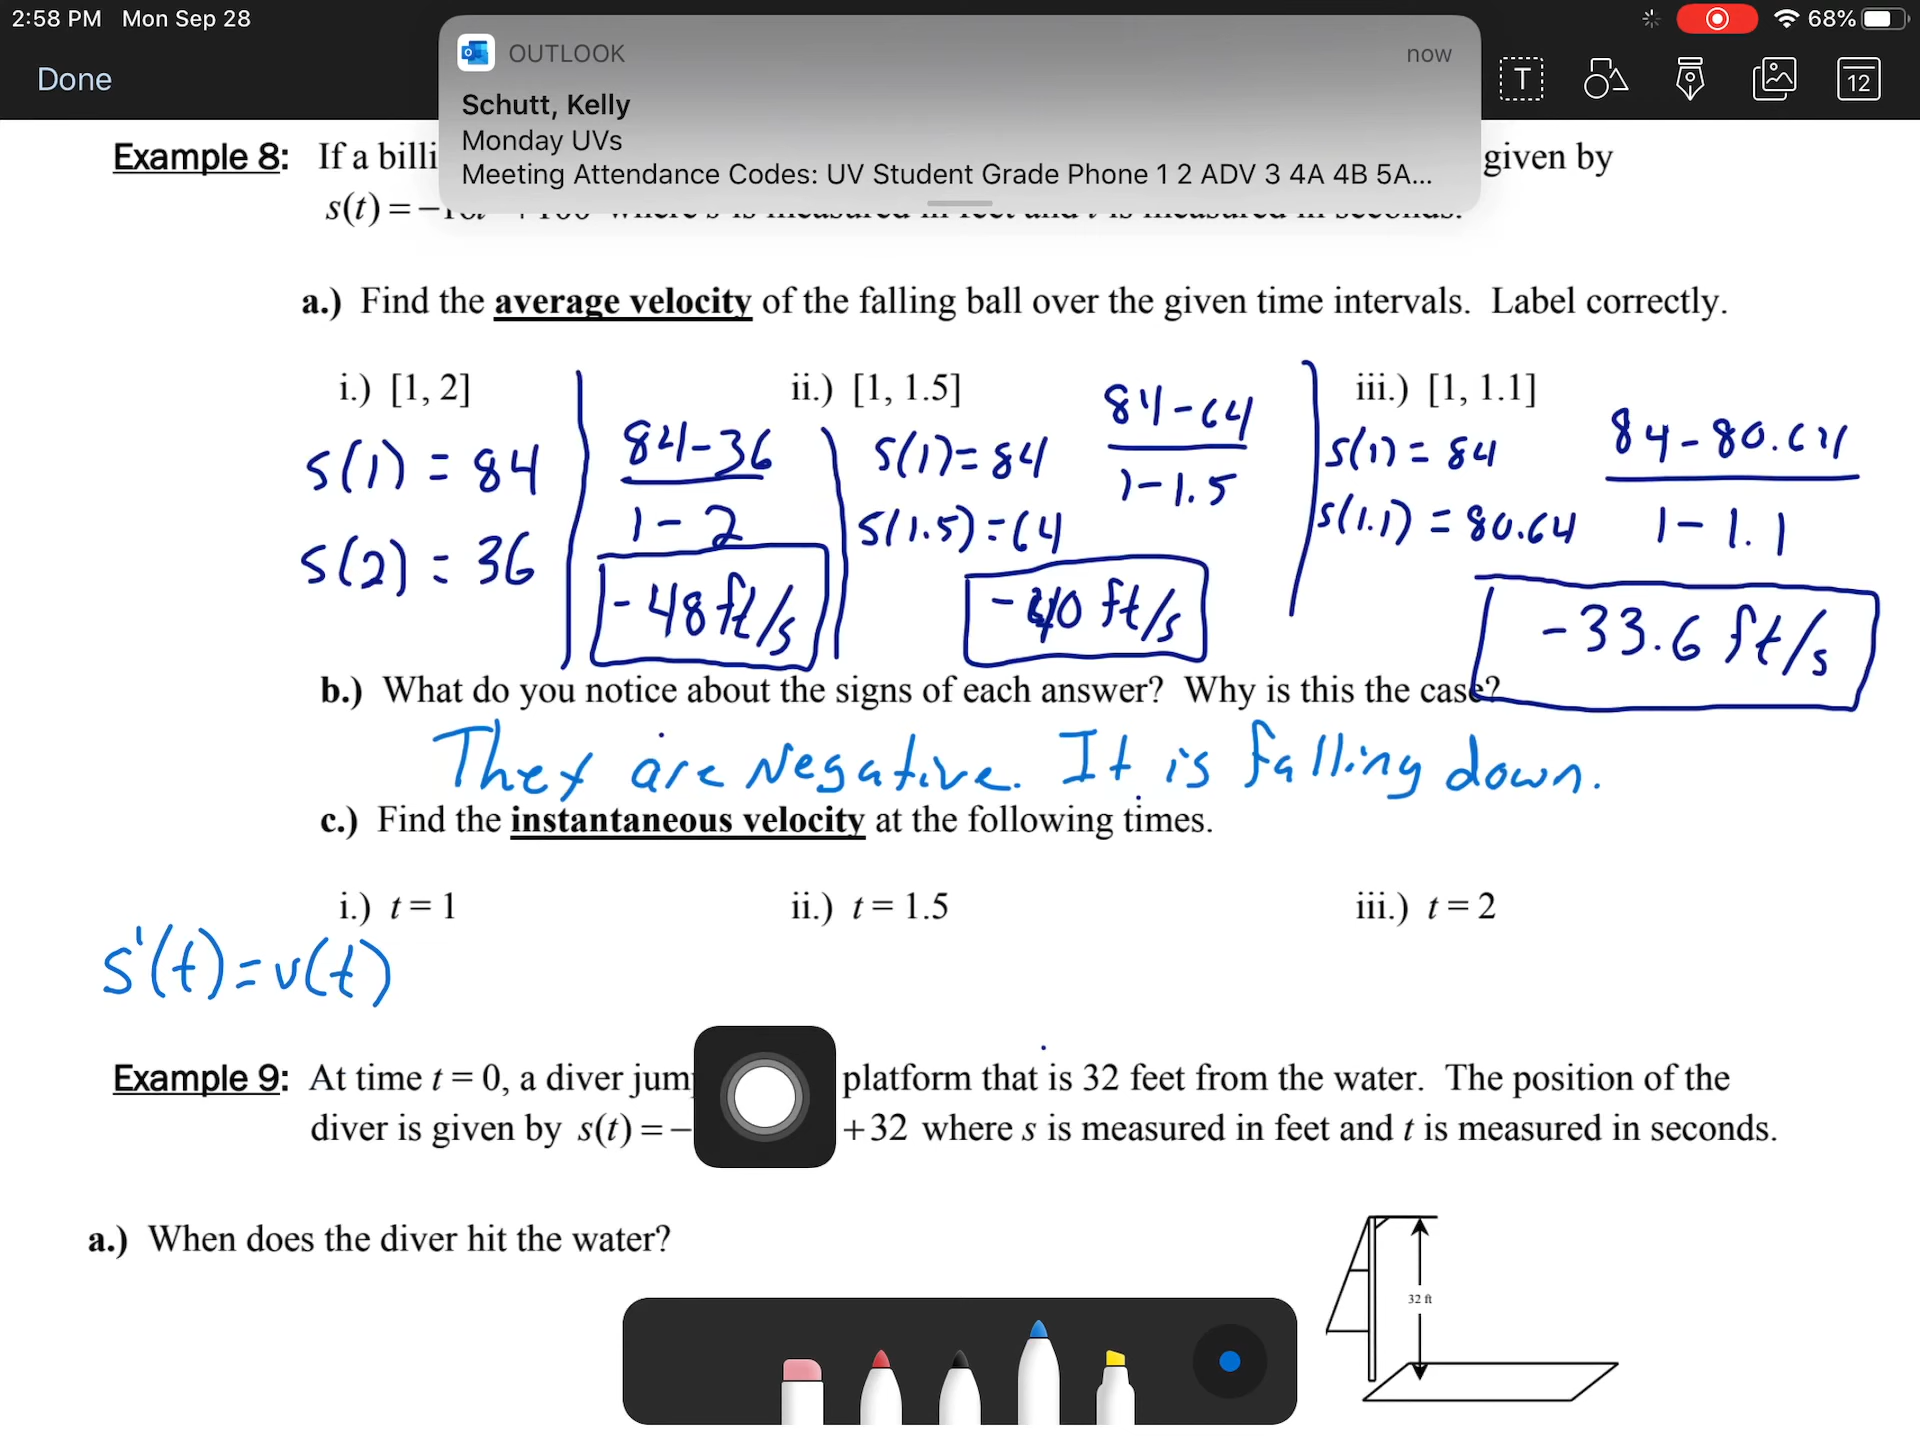 2:58 PM Mon Sep 28
68%
Done
OUTLOOK
now
Schutt, Kelly
Monday UVs
Meeting Attendance Codes: UV Student Grade Phone 1 2 ADV 3 4A 4B 5A...
T
12
Example 8: If a billi given by
s(t) = −
a.) Find the average velocity of the falling ball over the given time intervals. Label correctly.
i.) [1, 2]
ii.) [1, 1.5]
iii.) [1, 1.1]
s(1) = 84
s(2) = 36
84-36
1-2
-48 ft/s
s(1)=84
s(1.5)=64
84-64
1-1.5
-40 ft/s
s(1) = 84
s(1.1) = 80.64
84-80.64
1-1.1
-33.6 ft/s
b.) What do you notice about the signs of each answer? Why is this the case?
They are Negative. It is falling down.
c.) Find the instantaneous velocity at the following times.
i.) t = 1
ii.) t = 1.5
iii.) t = 2
s'(t)=v(t)
Example 9: At time t = 0, a diver jum platform that is 32 feet from the water. The position of the
diver is given by s(t) = − +32 where s is measured in feet and t is measured in seconds.
a.) When does the diver hit the water?
32 ft